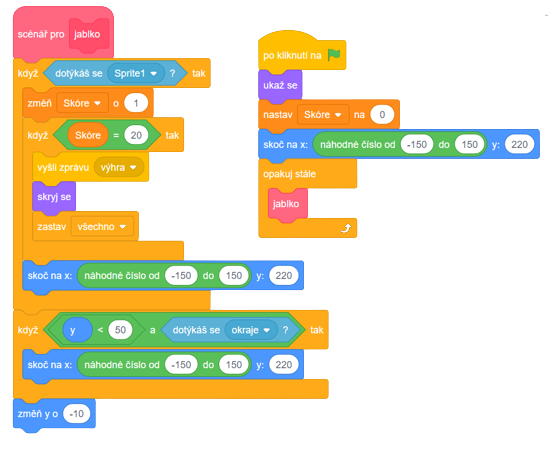 scénář pro jablko
když dotýkáš se Sprite1 ? tak
změň Skóre o 1
když Skóre = 20 tak
vyšli zprávu výhra
skryj se
zastav všechno
skoč na x: náhodné číslo od -150 do 150 y: 220
když y < 50 a dotýkáš se okraje ? tak
skoč na x: náhodné číslo od -150 do 150 y: 220
změň y o -10
po kliknutí na
ukaž se
nastav Skóre na 0
skoč na x: náhodné číslo od -150 do 150 y: 220
opakuj stále
jablko